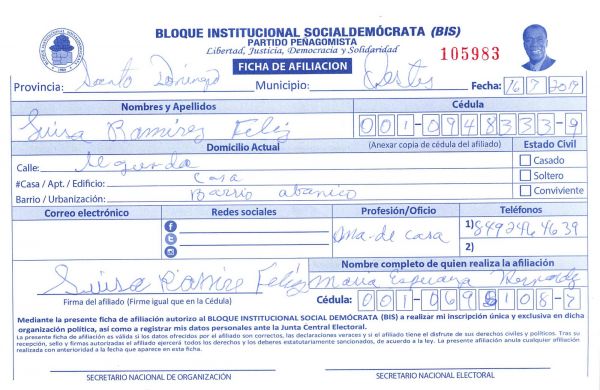 BLOQUE INSTITUCIONAL SOCIALDEMÓCRATA (BIS)
PARTIDO PEÑAGOMISTA
Libertad, Justicia, Democracia y Solidaridad
FICHA DE AFILIACION
105983
Provincia: Santo Domingo Municipio: Oeste Fecha: 16 7 2017
Nombres y Apellidos Cédula
Luisa Ramirez Feliz 001-0948333-9
Domicilio Actual (Anexar copia de cédula del afiliado) Estado Civil
Calle: Izquierda Casado
#Casa / Apt. / Edificio: Casa Soltero
Barrio / Urbanización: Barrio abanico Conviviente
Correo electrónico Redes sociales Profesión/Oficio Teléfonos
Ama-de casa 1) 849 246 4639
2)
Nombre completo de quien realiza la afiliación
Luisa Ramirez Feliz Maria Esperanza
Firma del afiliado (Firme igual que en la Cédula) Cédula: 001-0695108-7
Mediante la presente ficha de afiliación autorizo al BLOQUE INSTITUCIONAL SOCIAL DEMÓCRATA (BIS) a realizar mi inscripción única y exclusiva en dicha
organización política, así como a registrar mis datos personales ante la Junta Central Electoral.
La presente ficha de afiliación es válida si los datos ofrecidos por el afiliado son correctos, las declaraciones veraces y si el afiliado tiene el disfrute de sus derechos civiles y políticos. Tras su
recepción, sello y firmas autorizadas el afiliado ejercerá todos los derechos y los deberes estatutariamente sancionados, de acuerdo a la ley. La presente afiliación anula cualquier afiliación
realizada con anterioridad a la fecha que aparece en esta ficha.
SECRETARIO NACIONAL DE ORGANIZACIÓN SECRETARIO NACIONAL ELECTORAL